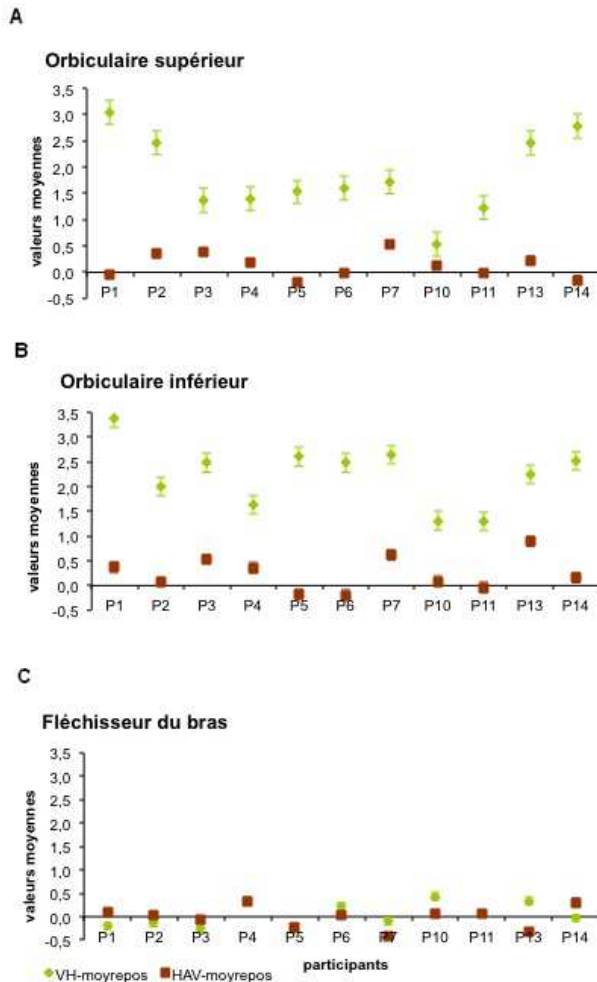 A
Orbiculaire supérieur
valeurs moyennes
3,5
3,0
2,5
2,0
1,5
1,0
0,5
0,0
-0,5
P1 P2 P3 P4 P5 P6 P7 P10 P11 P13 P14
B
Orbiculaire inférieur
valeurs moyennes
3,5
3,0
2,5
2,0
1,5
1,0
0,5
0,0
-0,5
P1 P2 P3 P4 P5 P6 P7 P10 P11 P13 P14
C
Fléchisseur du bras
valeurs moyennes
3,5
3,0
2,5
2,0
1,5
1,0
0,5
0,0
-0,5
P1 P2 P3 P4 P5 P6 P7 P10 P11 P13 P14
participants
VH-moyrepos HAV-moyrepos